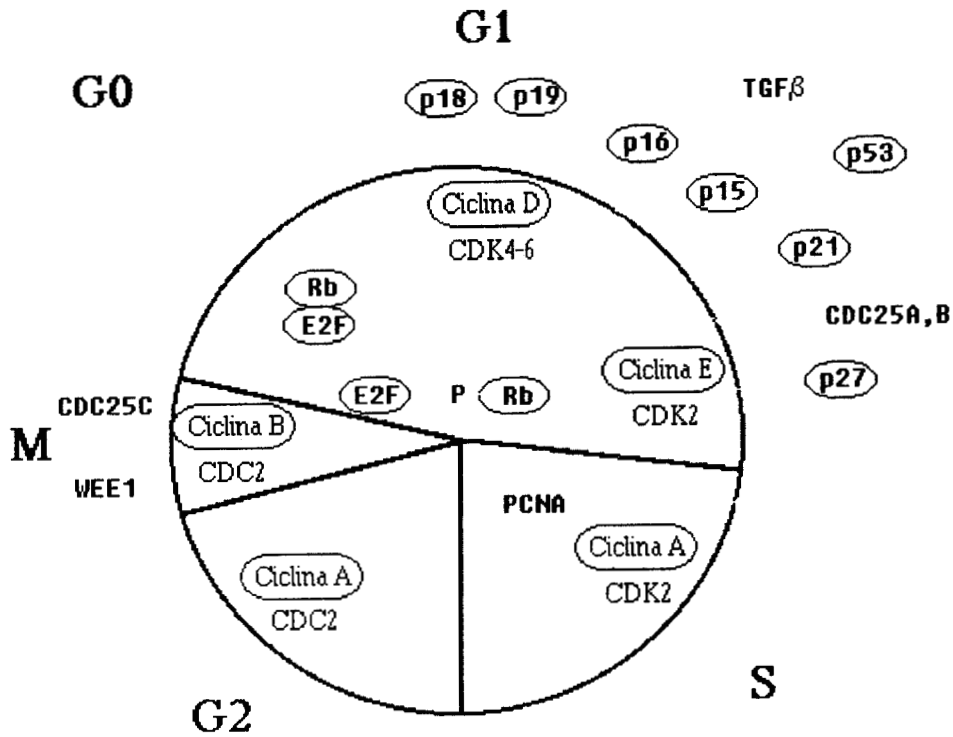 G1
G0
p18
p19
TGFβ
p16
p53
p15
Ciclina D
CDK4-6
p21
Rb
E2F
CDC25A,B
Ciclina E
CDK2
p27
E2F
P
Rb
CDC25C
Ciclina B
CDC2
M
WEE1
PCNA
Ciclina A
CDK2
Ciclina A
CDC2
S
G2